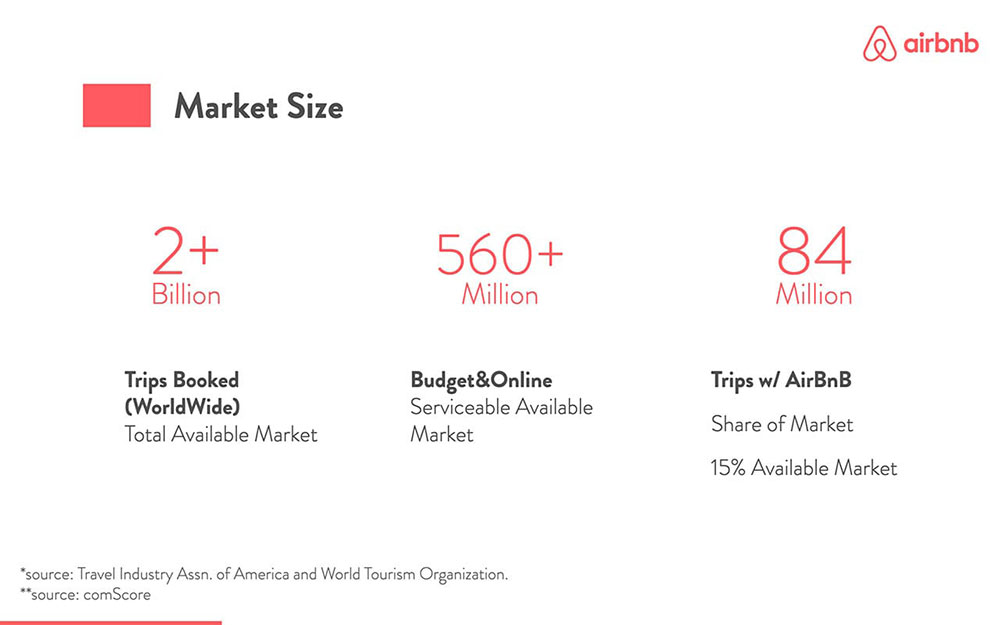 airbnb
Market Size
2+
Billion
Trips Booked
(WorldWide)
Total Available Market
560+
Million
Budget&Online
Serviceable Available
Market
84
Million
Trips w/ AirBnB
Share of Market
15% Available Market
*source: Travel Industry Assn. of America and World Tourism Organization.
**source: comScore